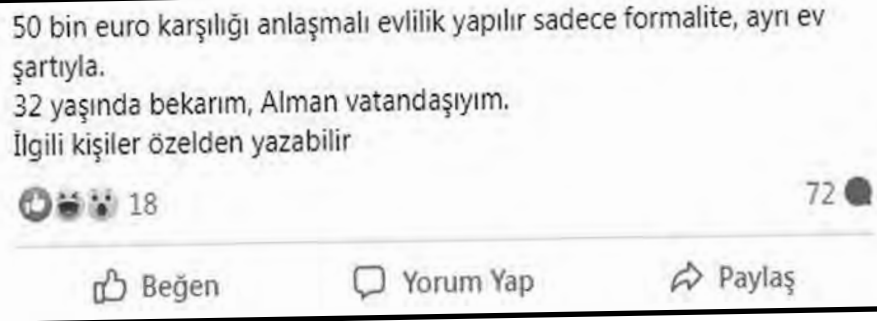 50 bin euro karşılığı anlaşmalı evlilik yapılır sadece formalite, ayrı ev
şartıyla.
32 yaşında bekarım, Alman vatandaşıyım.
İlgili kişiler özelden yazabilir
18 72
Beğen Yorum Yap Paylaş